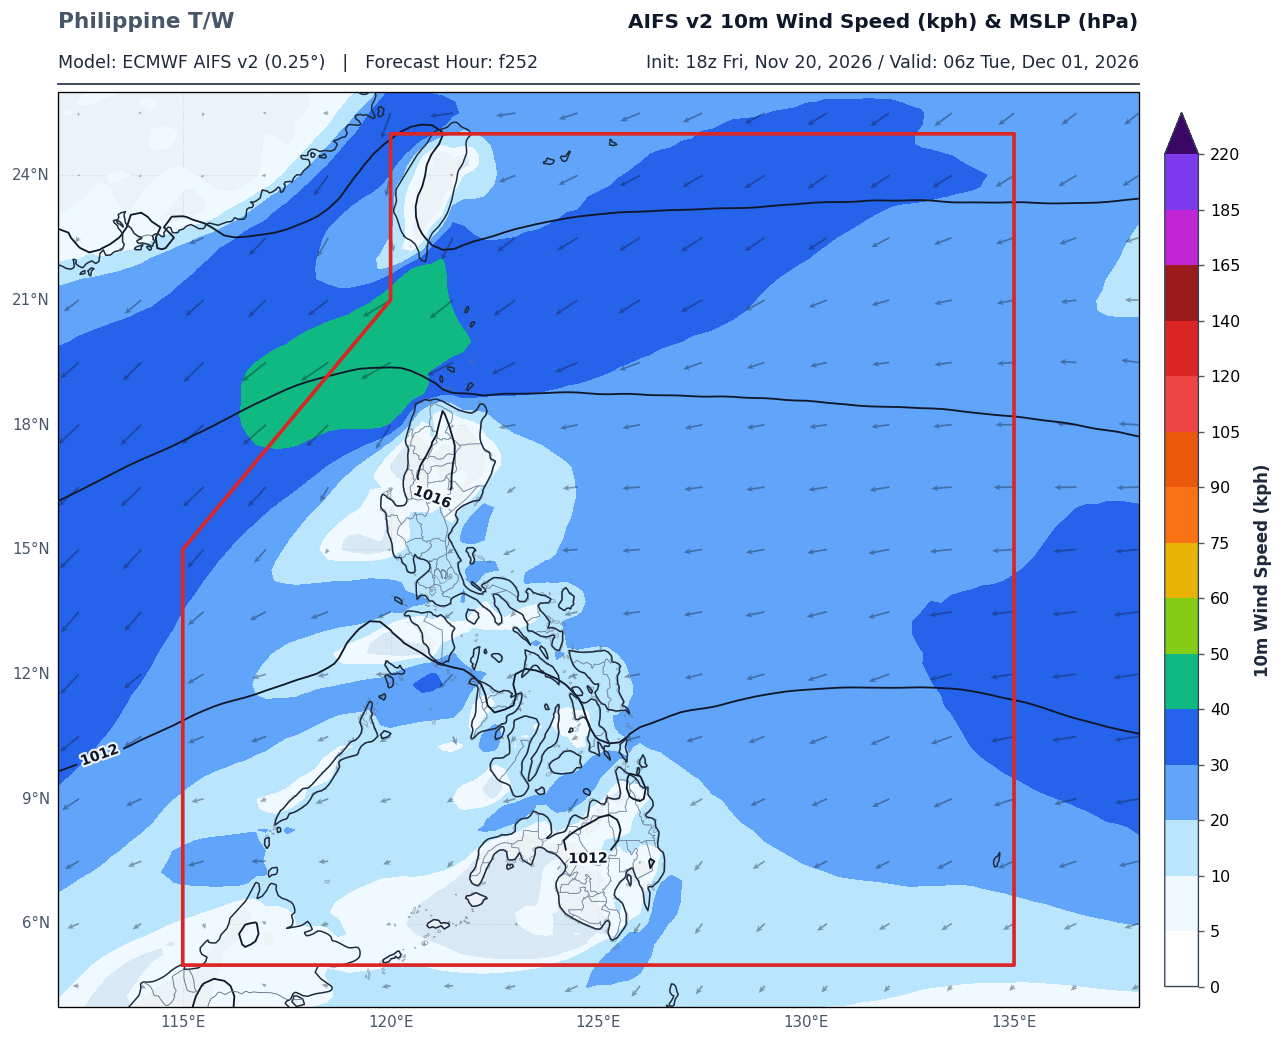 Philippine T/W
AIFS v2 10m Wind Speed (kph) & MSLP (hPa)
Model: ECMWF AIFS v2 (0.25°) | Forecast Hour: f252
Init: 18z Fri, Nov 20, 2026 / Valid: 06z Tue, Dec 01, 2026
24°N
21°N
18°N
15°N
12°N
9°N
6°N
1016
1012
1012
115°E
120°E
125°E
130°E
135°E
220
185
165
140
120
105
90
75
60
50
40
30
20
10
5
0
10m Wind Speed (kph)